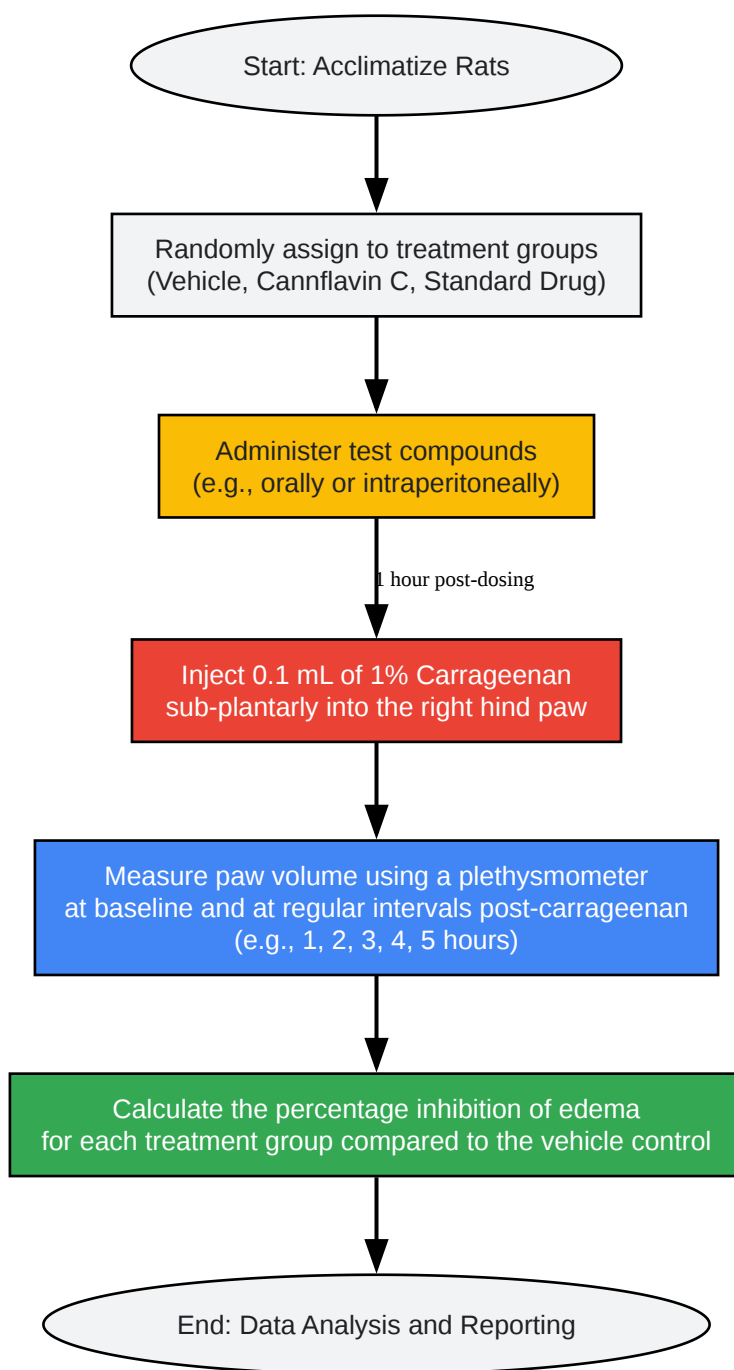 Start: Acclimatize Rats
Randomly assign to treatment groups
(Vehicle, Cannflavin C, Standard Drug)
Administer test compounds
(e.g., orally or intraperitoneally)
1 hour post-dosing
Inject 0.1 mL of 1% Carrageenan
sub-plantarly into the right hind paw
Measure paw volume using a plethysmometer
at baseline and at regular intervals post-carrageenan
(e.g., 1, 2, 3, 4, 5 hours)
Calculate the percentage inhibition of edema
for each treatment group compared to the vehicle control
End: Data Analysis and Reporting